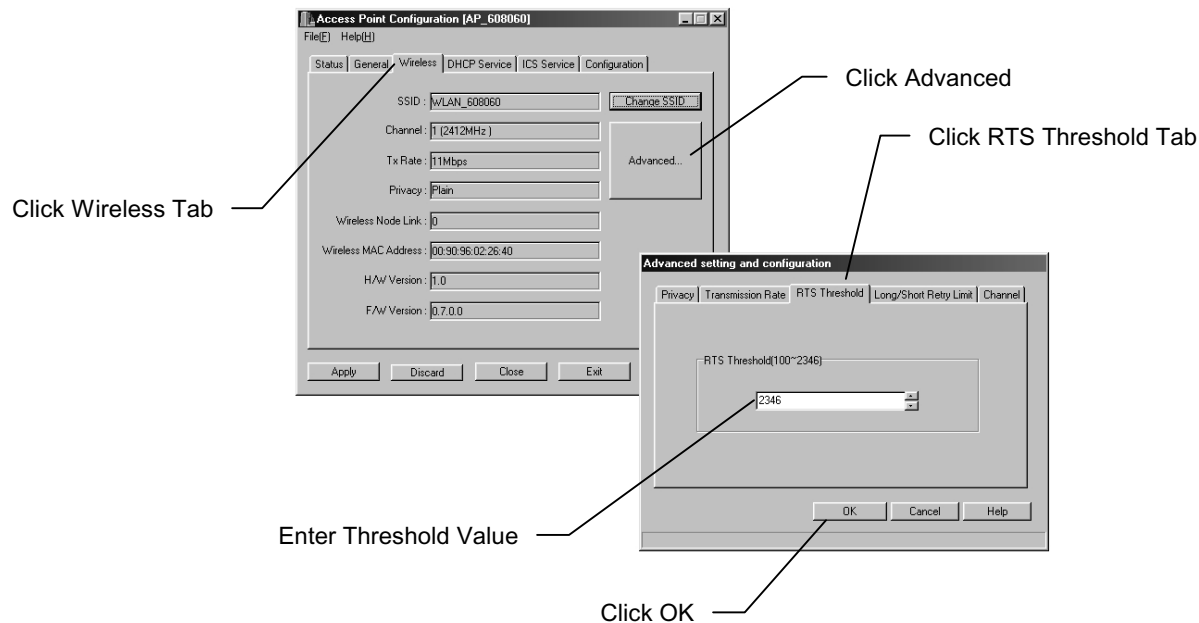 Access Point Configuration [AP_608060]
File(F) Help(H)
Status General Wireless DHCP Service ICS Service Configuration
SSID : WLAN_608060 Change SSID
Channel : 1 (2412MHz )
Tx Rate : 11Mbps Advanced...
Privacy : Plain
Wireless Node Link : 0
Wireless MAC Address : 00:90:96:02:26:40
H/W Version : 1.0
F/W Version : 0.7.0.0
Apply Discard Close Exit
Click Wireless Tab
Click Advanced
Click RTS Threshold Tab
Advanced setting and configuration
Privacy Transmission Rate RTS Threshold Long/Short Retry Limit Channel
RTS Threshold(100~2346)
2346
OK Cancel Help
Enter Threshold Value
Click OK